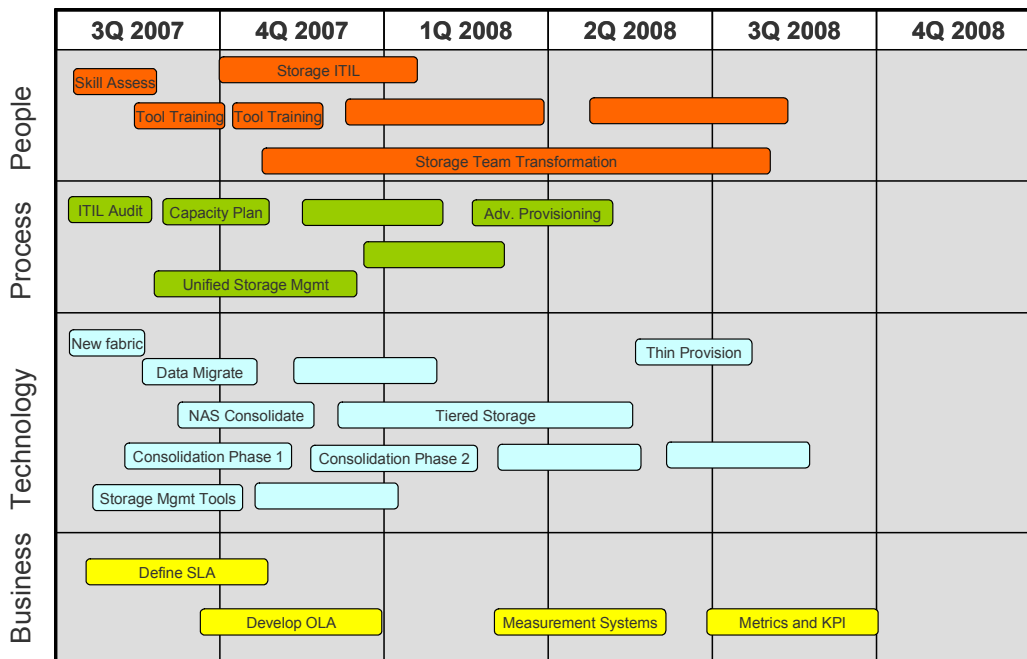 3Q 2007 4Q 2007 1Q 2008 2Q 2008 3Q 2008 4Q 2008
People
Storage ITIL
Skill Assess
Tool Training Tool Training
Storage Team Transformation
Process
ITIL Audit Capacity Plan Adv. Provisioning
Unified Storage Mgmt
Technology
New fabric
Thin Provision
Data Migrate
NAS Consolidate Tiered Storage
Consolidation Phase 1 Consolidation Phase 2
Storage Mgmt Tools
Business
Define SLA
Develop OLA Measurement Systems Metrics and KPI